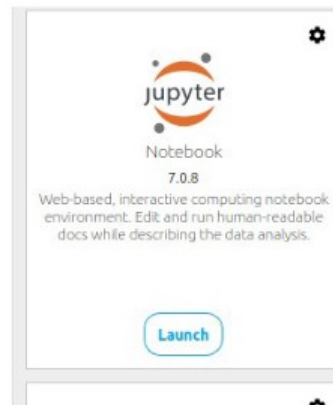 jupyter
Notebook
7.0.8
Web-based, interactive computing notebook
environment. Edit and run human-readable
docs while describing the data analysis.
Launch